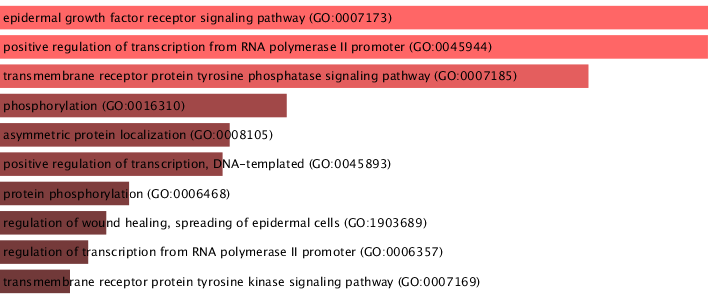 epidermal growth factor receptor signaling pathway (GO:0007173)
positive regulation of transcription from RNA polymerase II promoter (GO:0045944)
transmembrane receptor protein tyrosine phosphatase signaling pathway (GO:0007185)
phosphorylation (GO:0016310)
asymmetric protein localization (GO:0008105)
positive regulation of transcription, DNA-templated (GO:0045893)
protein phosphorylation (GO:0006468)
regulation of wound healing, spreading of epidermal cells (GO:1903689)
regulation of transcription from RNA polymerase II promoter (GO:0006357)
transmembrane receptor protein tyrosine kinase signaling pathway (GO:0007169)